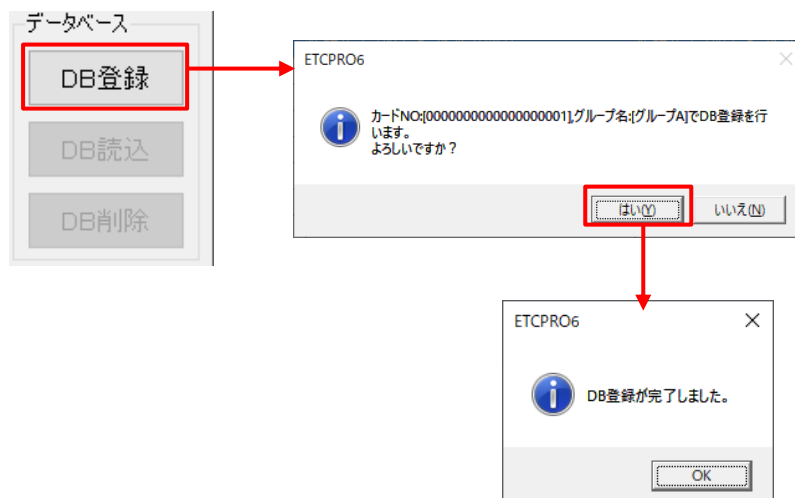 データベース
DB登録
DB読込
DB削除
ETCPRO6
カードNO:[0000000000000000001],グループ名:[グループA]でDB登録を行
います。
よろしいですか？
はい(Y)
いいえ(N)
ETCPRO6
DB登録が完了しました。
OK